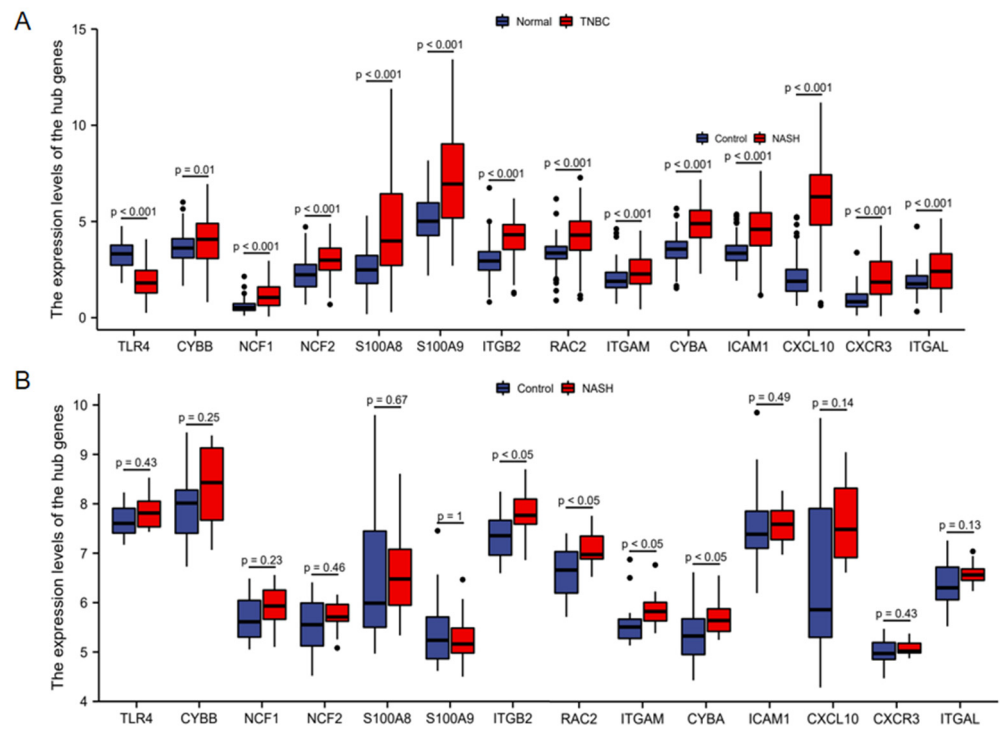 A
Normal TNBC
The expression levels of the hub genes
15
10
5
0
Control NASH
p < 0.001
p = 0.01
p < 0.001
p < 0.001
p < 0.001
p < 0.001
p < 0.001
p < 0.001
p < 0.001
p < 0.001
p < 0.001
p < 0.001
p < 0.001
p < 0.001
TLR4 CYBB NCF1 NCF2 S100A8 S100A9 ITGB2 RAC2 ITGAM CYBA ICAM1 CXCL10 CXCR3 ITGAL
B
Control NASH
The expression levels of the hub genes
10
9
8
7
6
5
4
p = 0.43
p = 0.25
p = 0.23
p = 0.46
p = 0.67
p = 1
p < 0.05
p < 0.05
p < 0.05
p < 0.05
p = 0.49
p = 0.14
p = 0.43
p = 0.13
TLR4 CYBB NCF1 NCF2 S100A8 S100A9 ITGB2 RAC2 ITGAM CYBA ICAM1 CXCL10 CXCR3 ITGAL